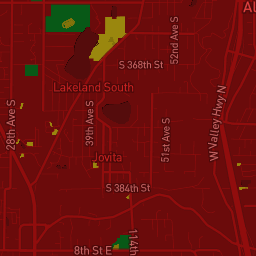 Al
52nd Ave S
S 368th St
Lakeland South
28th Ave S
39th Ave S
51st Ave S
W Valley Hwy N
Jovita
S 384th St
114th
8th St E